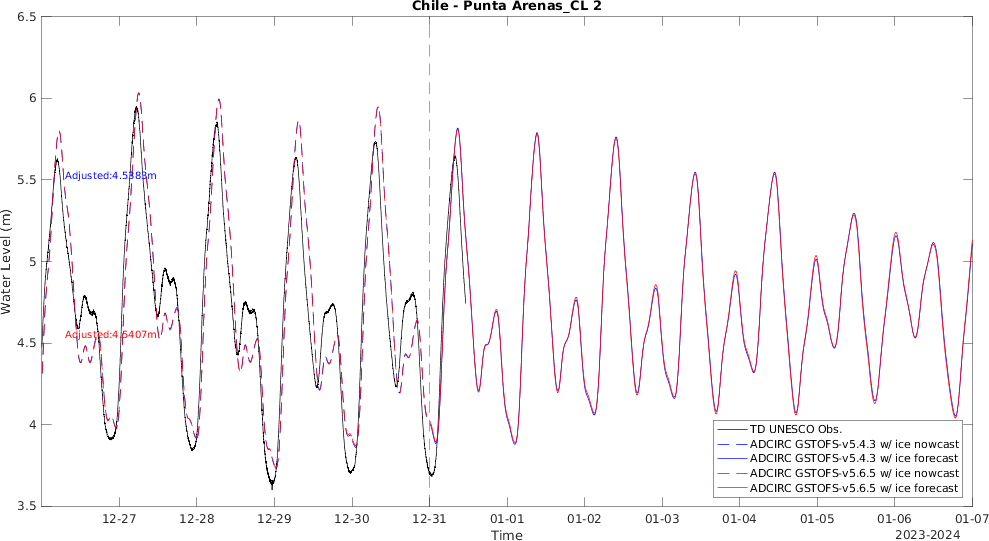 Chile - Punta Arenas_CL 2
Water Level (m)
6.5
6
5.5
5
4.5
4
3.5
Adjusted:4.5383m
Adjusted:4.5407m
TD UNESCO Obs.
ADCIRC GSTOFS-v5.4.3 w/ ice nowcast
ADCIRC GSTOFS-v5.4.3 w/ ice forecast
ADCIRC GSTOFS-v5.6.5 w/ ice nowcast
ADCIRC GSTOFS-v5.6.5 w/ ice forecast
12-27 12-28 12-29 12-30 12-31 01-01 01-02 01-03 01-04 01-05 01-06 01-07
Time
2023-2024